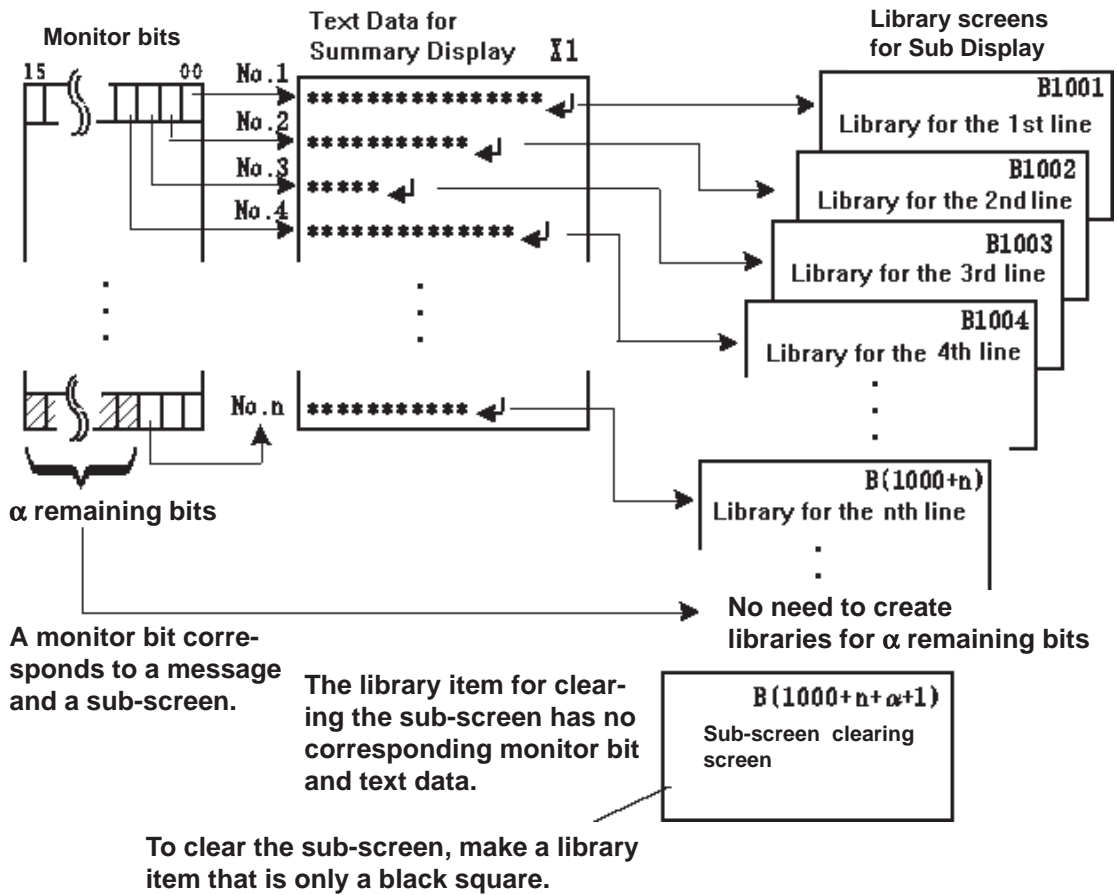 Monitor bits
Text Data for
Summary Display X1
Library screens
for Sub Display
15 00
No.1
***************
B1001
Library for the 1st line
No.2
***********
B1002
Library for the 2nd line
No.3
*****
B1003
Library for the 3rd line
No.4
**************
B1004
Library for the 4th line
No.n
***********
B(1000+n)
Library for the nth line
α remaining bits
No need to create
libraries for α remaining bits
A monitor bit corre-
sponds to a message
and a sub-screen.
The library item for clear-
ing the sub-screen has no
corresponding monitor bit
and text data.
B(1000+n+α+1)
Sub-screen clearing
screen
To clear the sub-screen, make a library
item that is only a black square.